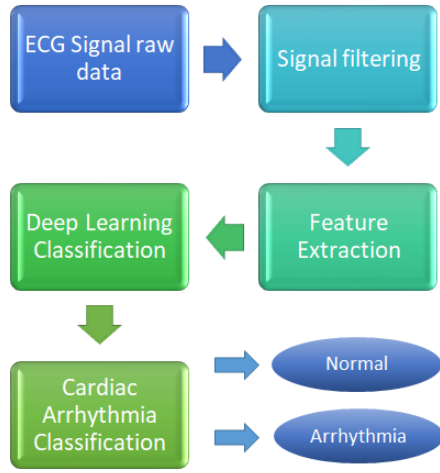 ECG Signal raw
data
Signal filtering
Feature
Extraction
Deep Learning
Classification
Cardiac
Arrhythmia
Classification
Normal
Arrhythmia